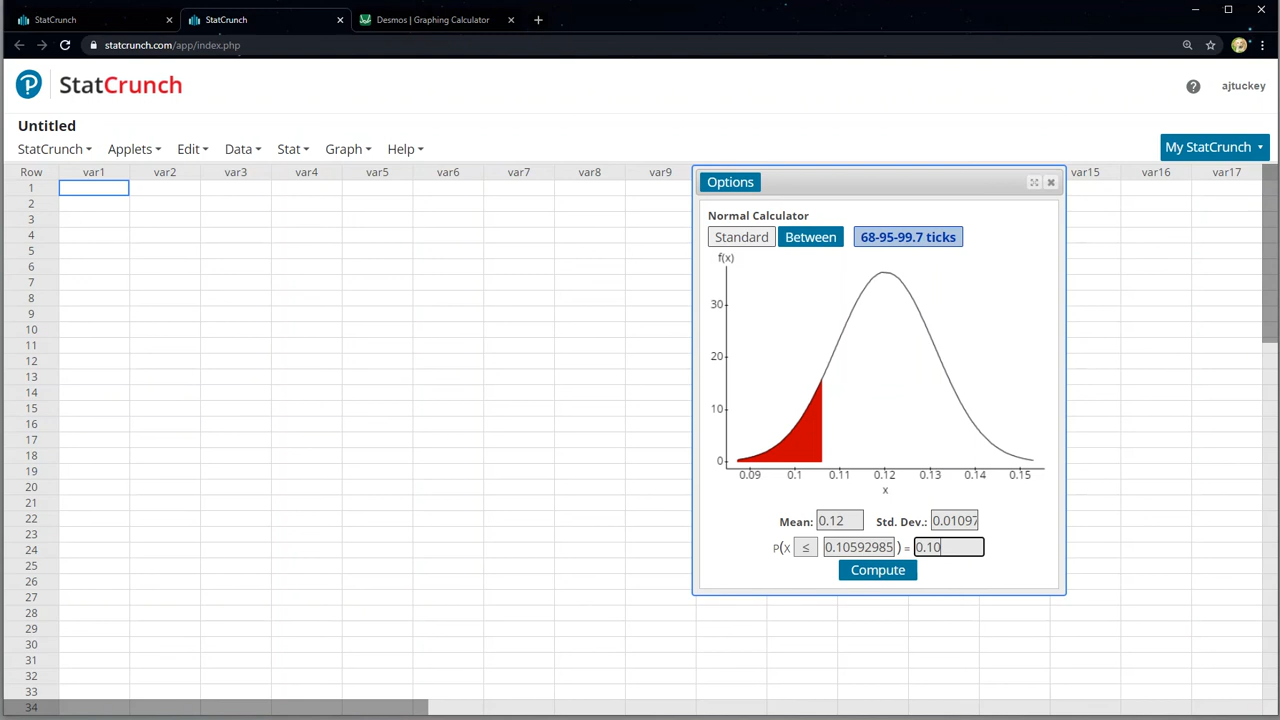 StatCrunch
StatCrunch
Desmos | Graphing Calculator
statcrunch.com/app/index.php
P
StatCrunch
? ajtuckey
Untitled
StatCrunch Applets Edit Data Stat Graph Help
My StatCrunch
Row var1 var2 var3 var4 var5 var6 var7 var8 var9 var15 var16 var17
1
2
3
4
5
6
7
8
9
10
11
12
13
14
15
16
17
18
19
20
21
22
23
24
25
26
27
28
29
30
31
32
33
34
Options
Normal Calculator
Standard Between 68-95-99.7 ticks
f(x)
30
20
10
0
0.09 0.1 0.11 0.12 0.13 0.14 0.15
x
Mean: 0.12 Std. Dev.: 0.01097
P(X ≤ 0.10592985 ) = 0.10
Compute